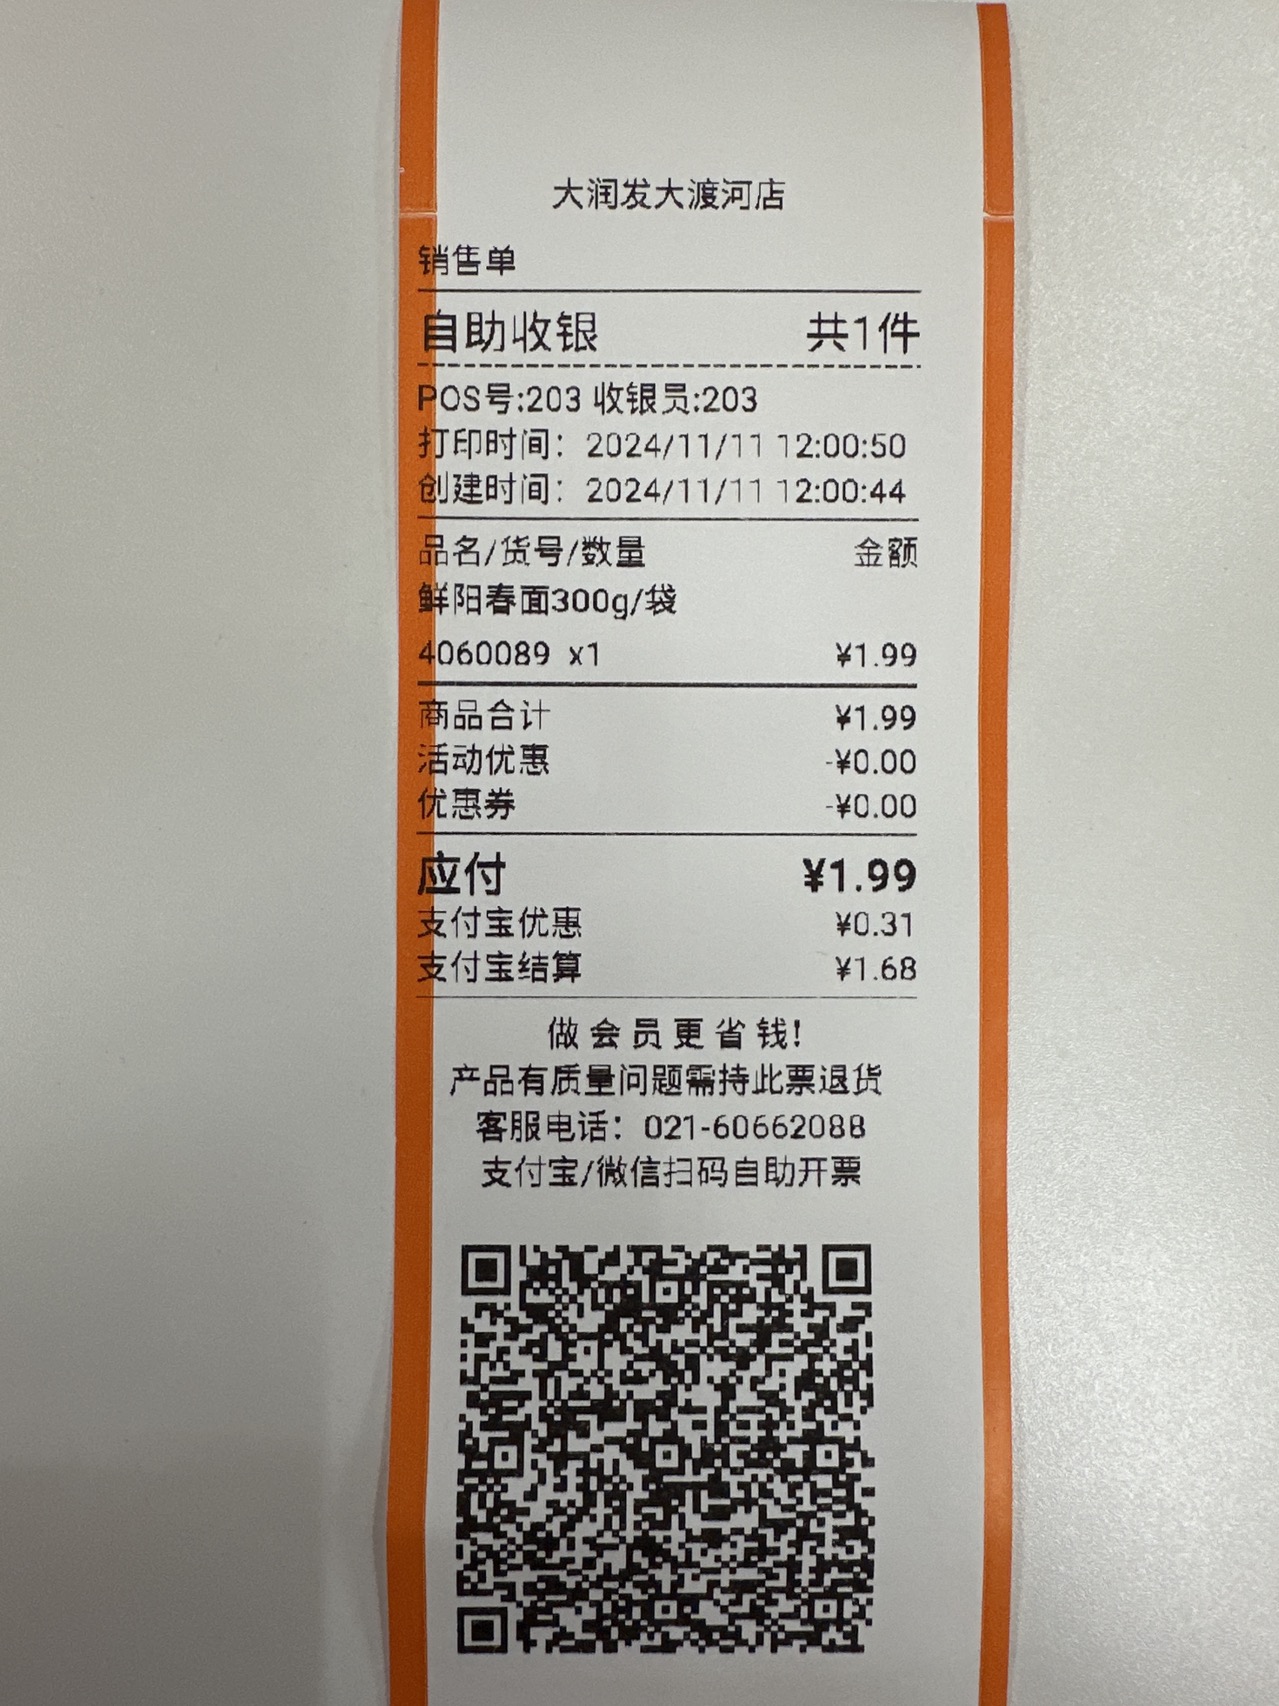 大润发大渡河店
销售单
自助收银 共1件
POS号:203 收银员:203
打印时间：2024/11/11 12:00:50
创建时间：2024/11/11 12:00:44
品名/货号/数量 金额
鲜阳春面300g/袋
4060089 x1 ¥1.99
商品合计 ¥1.99
活动优惠 -¥0.00
优惠券 -¥0.00
应付 ¥1.99
支付宝优惠 ¥0.31
支付宝结算 ¥1.68
做会员更省钱!
产品有质量问题需持此票退货
客服电话：021-60662088
支付宝/微信扫码自助开票